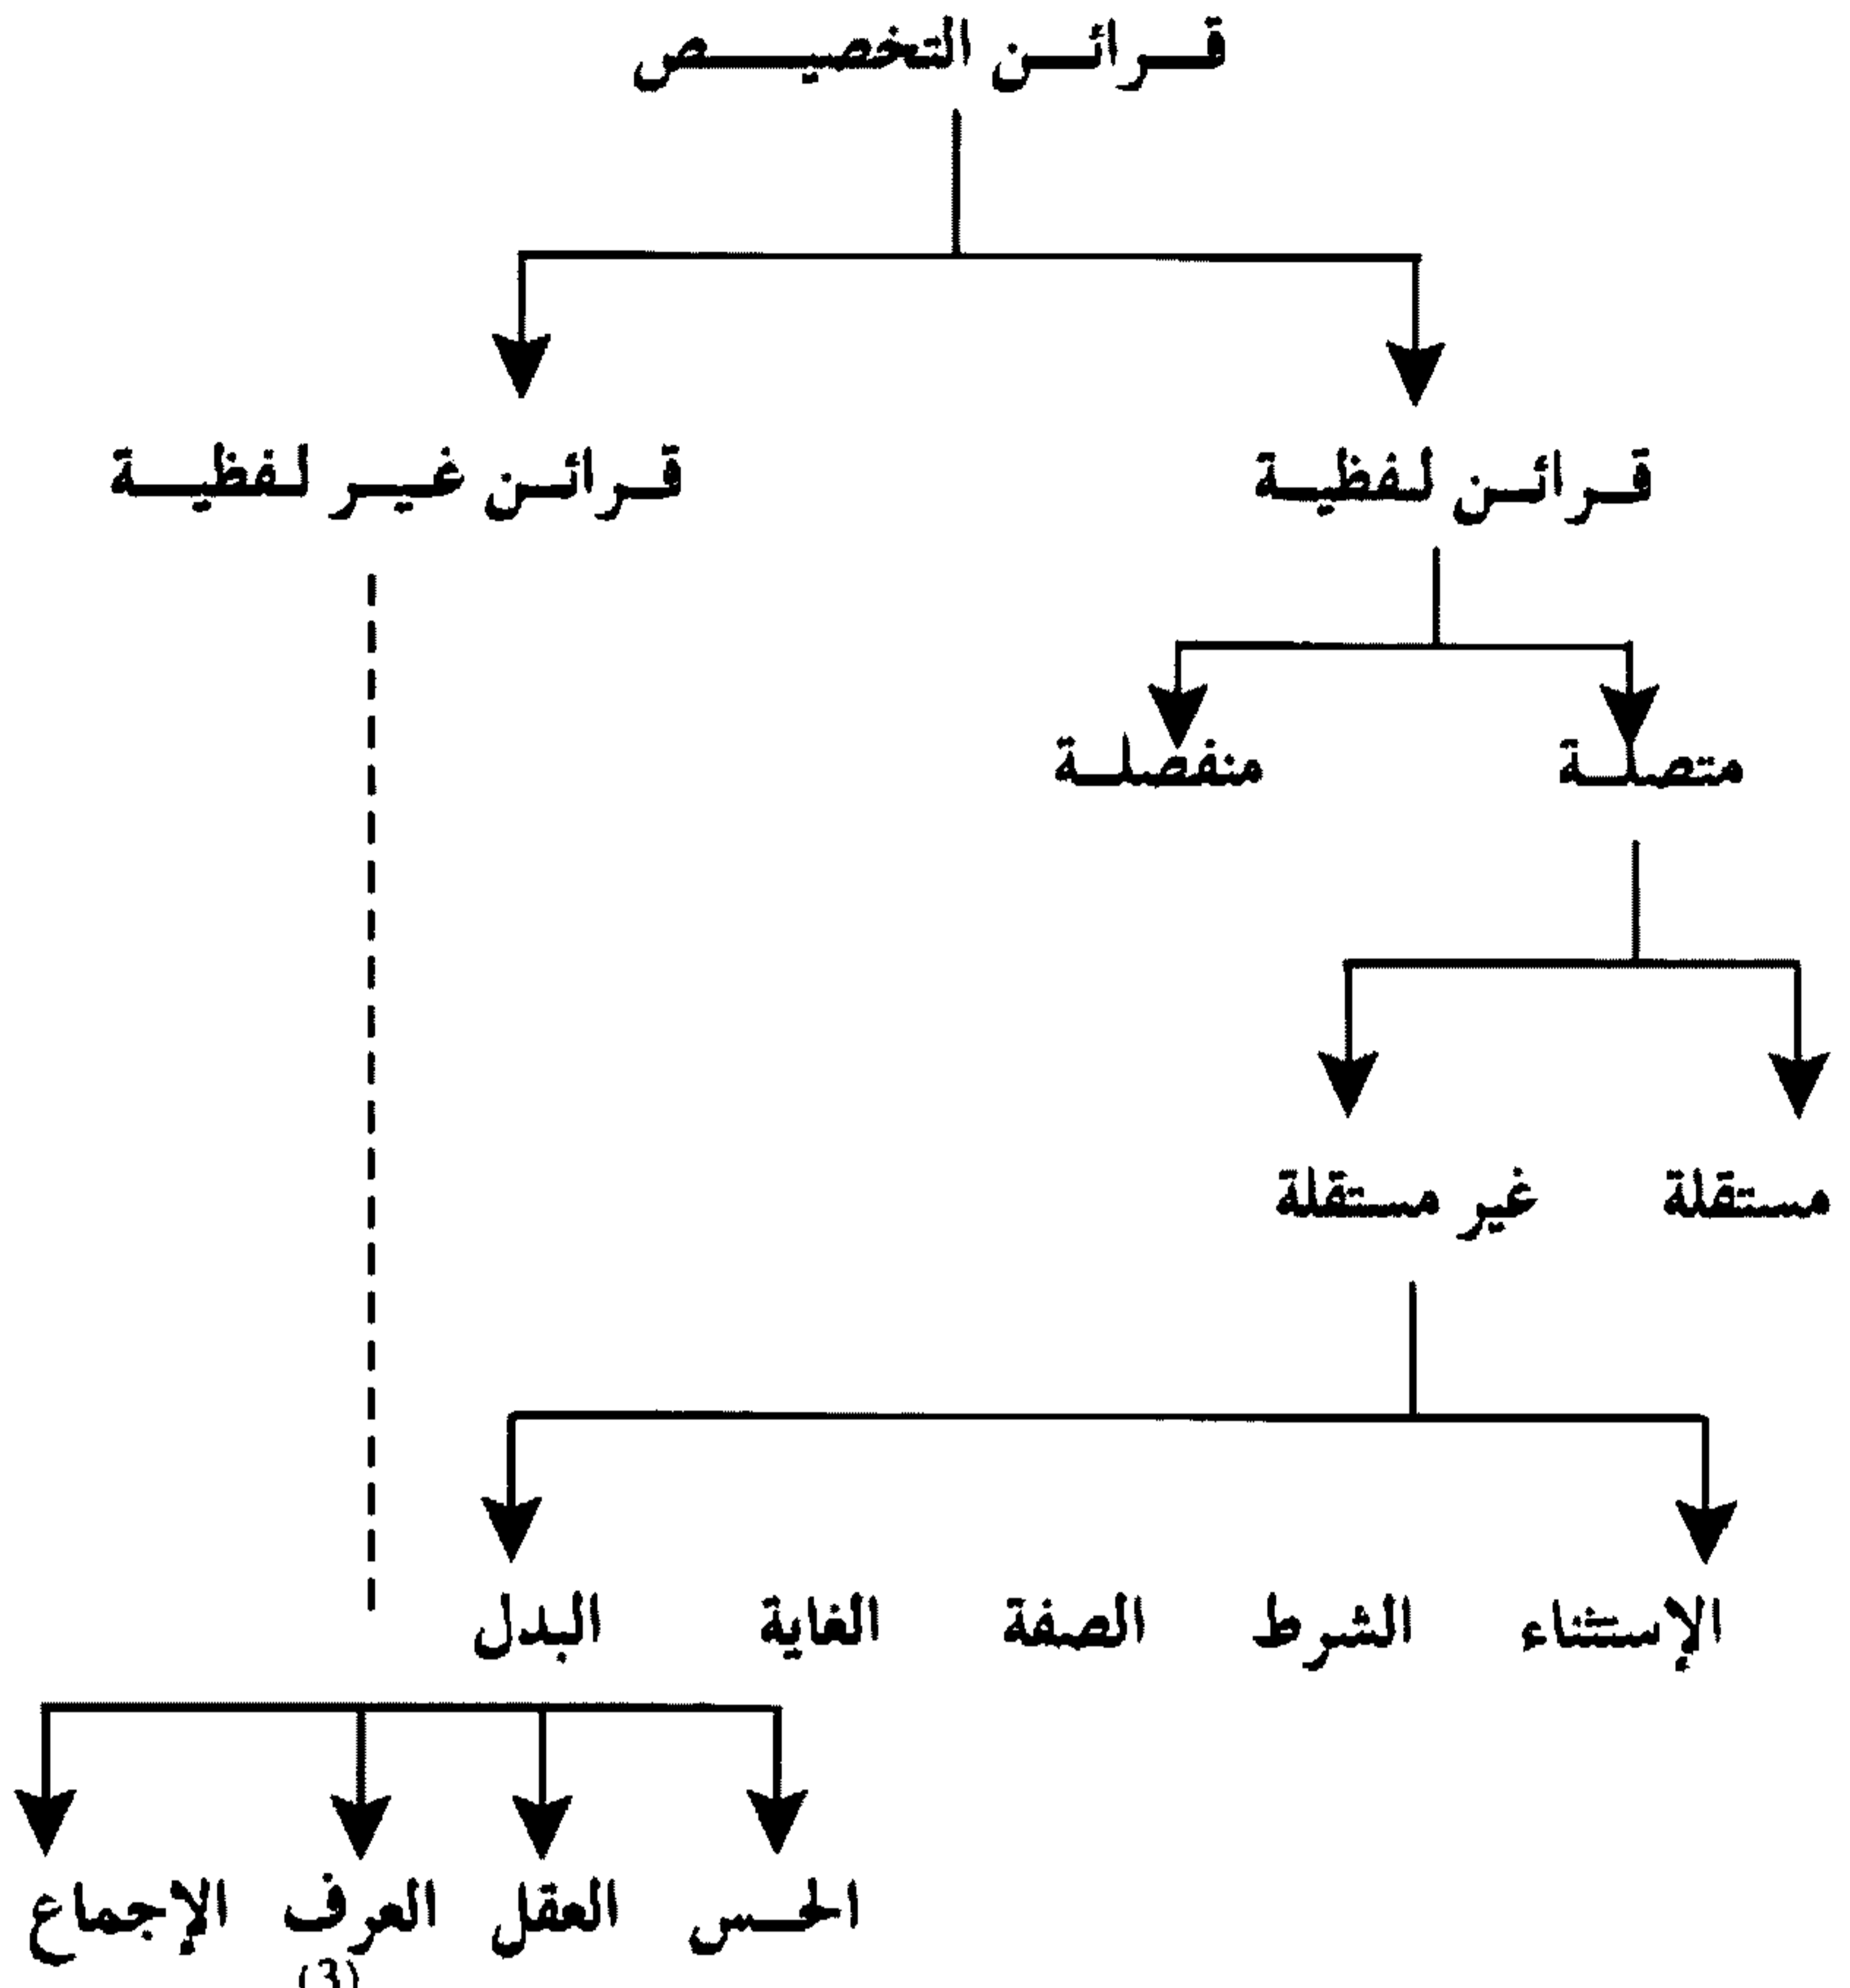 قرائن التخصيص
قرائن لفظية
قرائن غير لفظية
متصلة
منفصلة
مستقلة
غير مستقلة
الإستثناء
الشرط
الصفة
الغاية
البدل
الحس
العقل
العرف
الإجماع
(3)